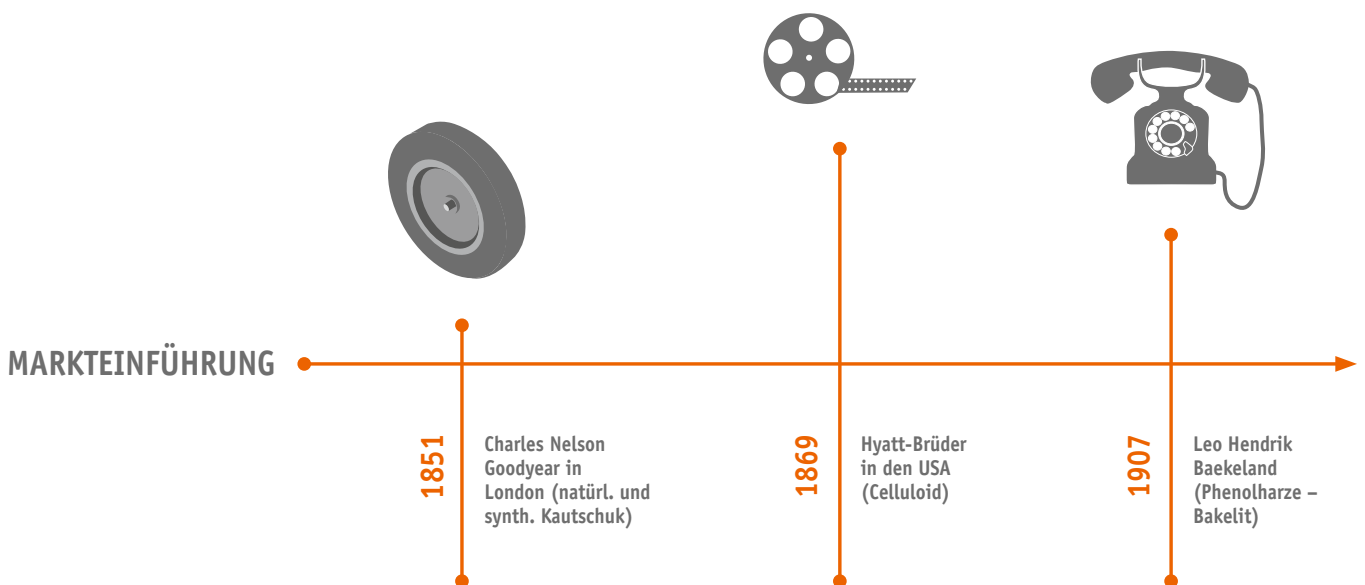 MARKTEINFÜHRUNG
1851
Charles Nelson
Goodyear in
London (natürl. und
synth. Kautschuk)
1869
Hyatt-Brüder
in den USA
(Celluloid)
1907
Leo Hendrik
Baekeland
(Phenolharze –
Bakelit)